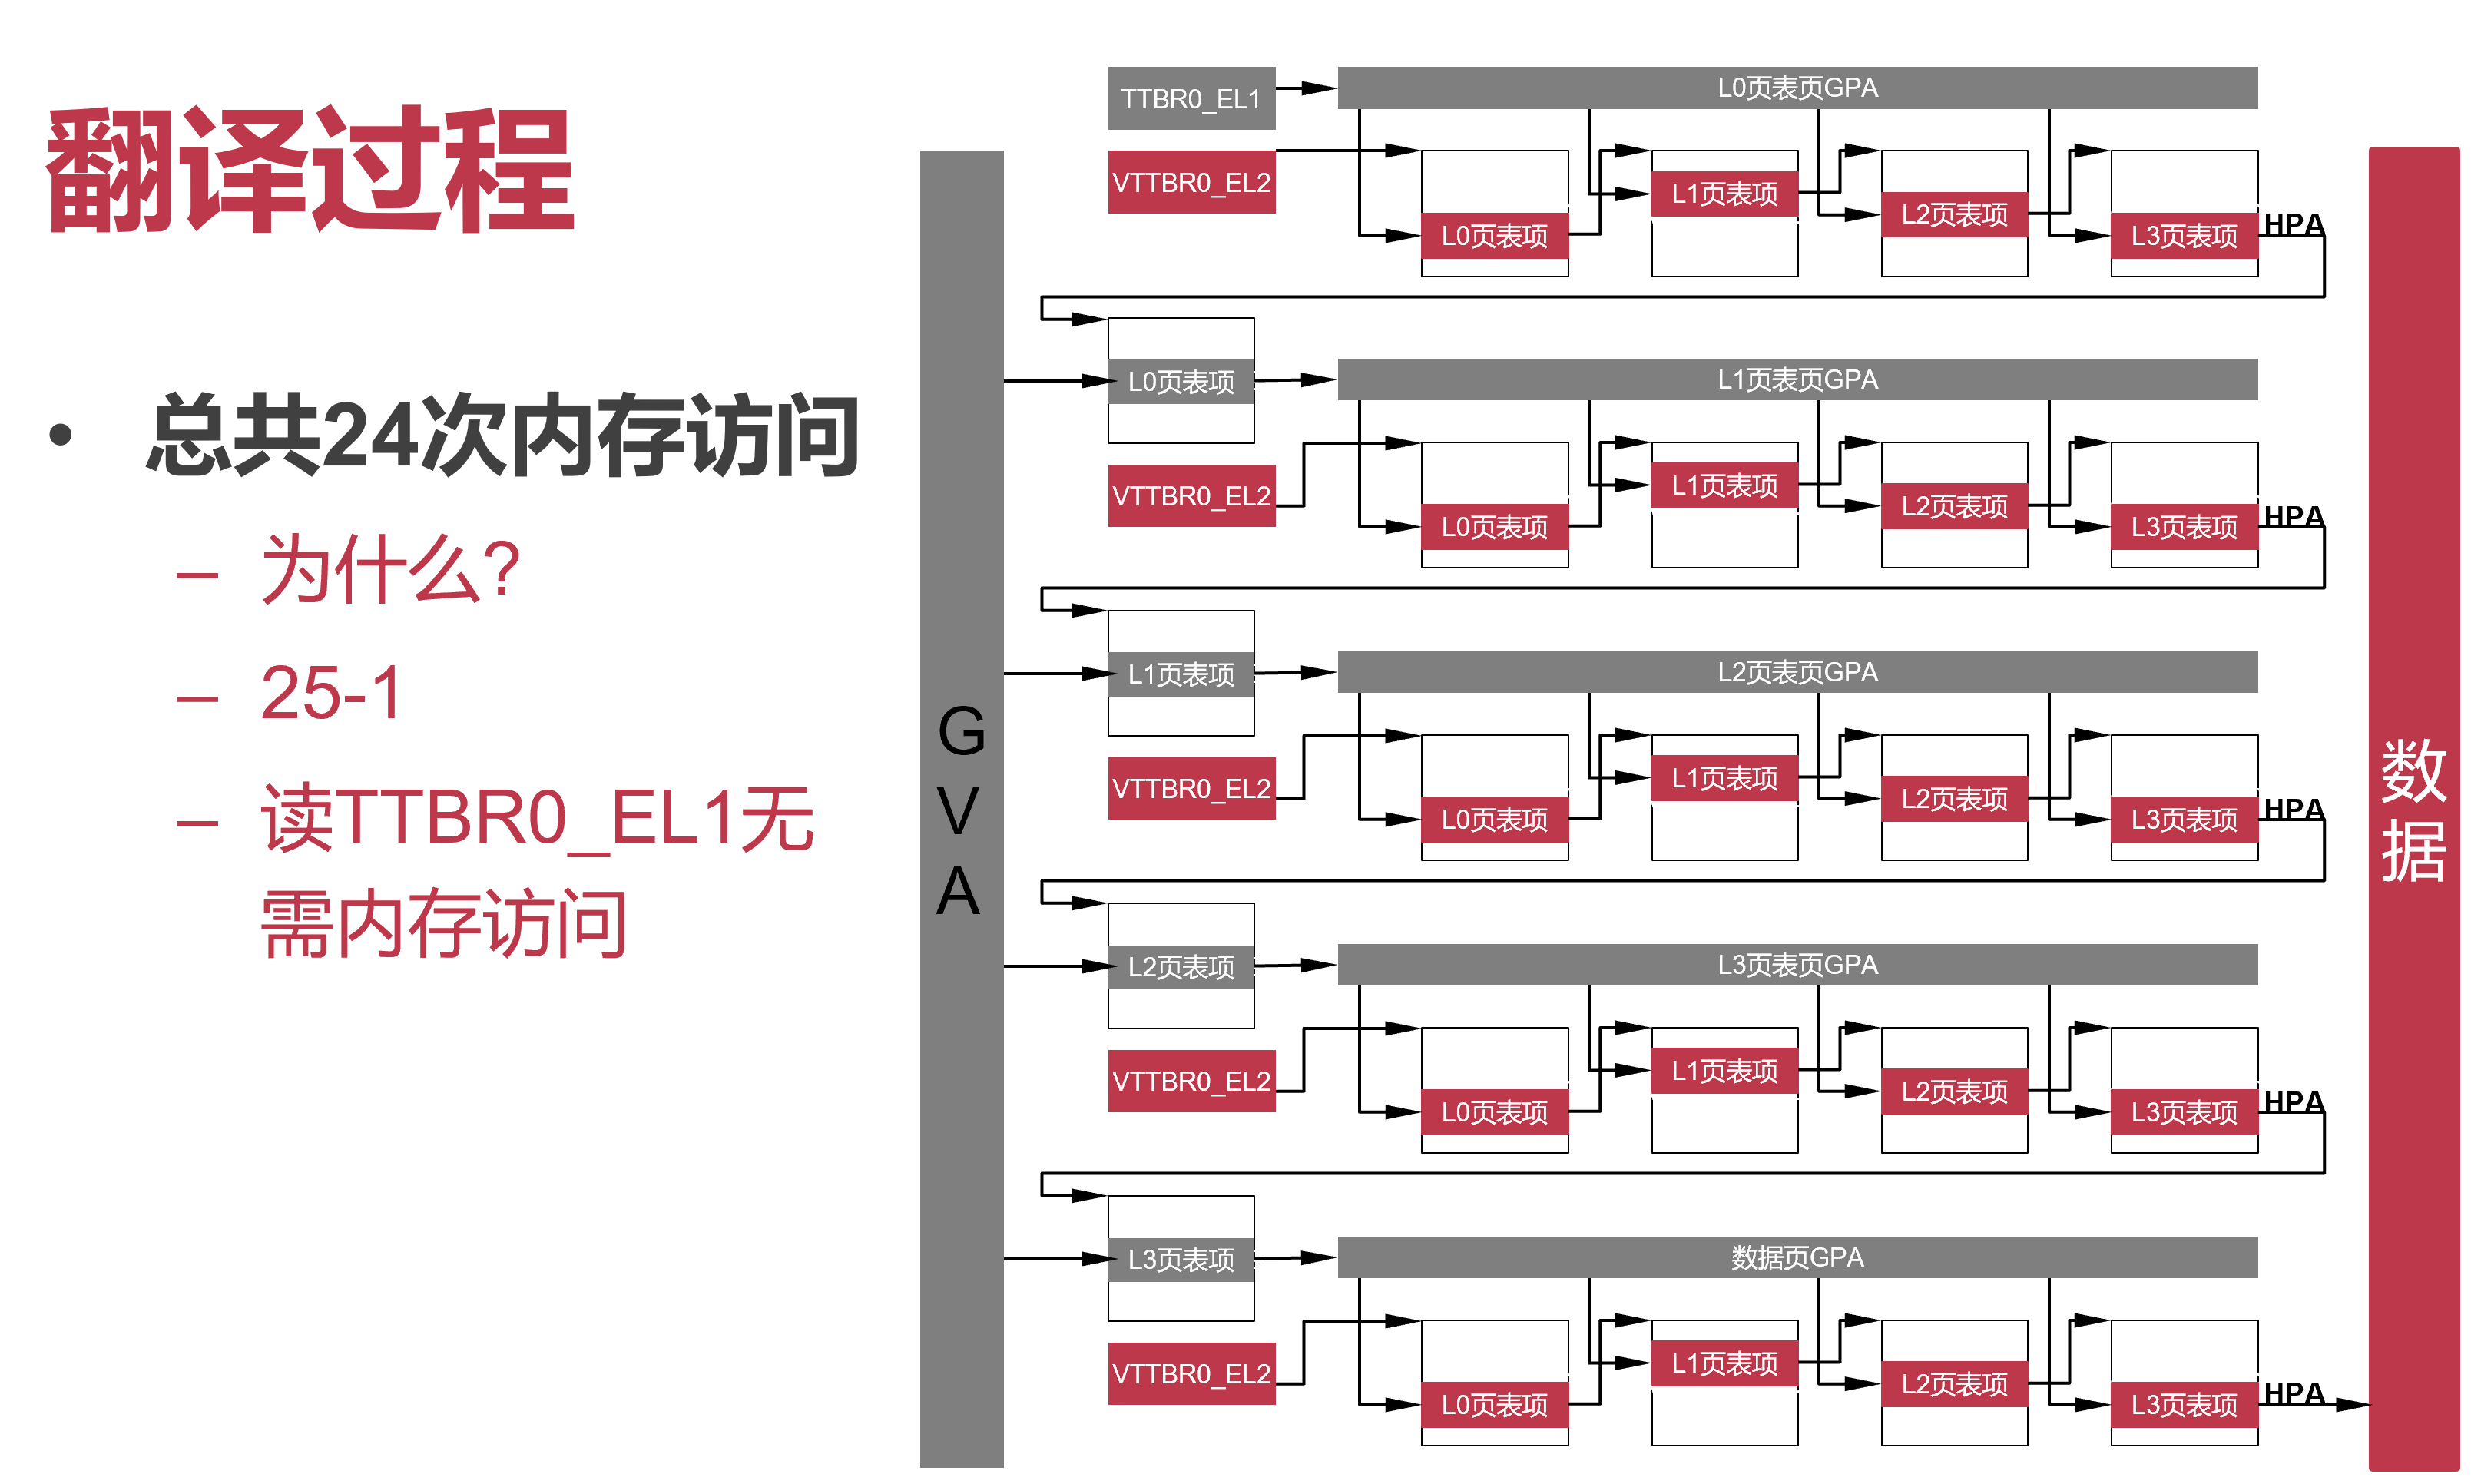 翻译过程
• 总共24次内存访问
– 为什么?
– 25-1
– 读TTBR0_EL1无
需内存访问
G
V
A
TTBR0_EL1
L0页表页GPA
VTTBR0_EL2
L0页表项
L1页表项
L2页表项
L3页表项
HPA
L0页表项
L1页表页GPA
VTTBR0_EL2
L0页表项
L1页表项
L2页表项
L3页表项
HPA
L1页表项
L2页表页GPA
VTTBR0_EL2
L0页表项
L1页表项
L2页表项
L3页表项
HPA
L2页表项
L3页表页GPA
VTTBR0_EL2
L0页表项
L1页表项
L2页表项
L3页表项
HPA
L3页表项
数据页GPA
VTTBR0_EL2
L0页表项
L1页表项
L2页表项
L3页表项
HPA
数
据